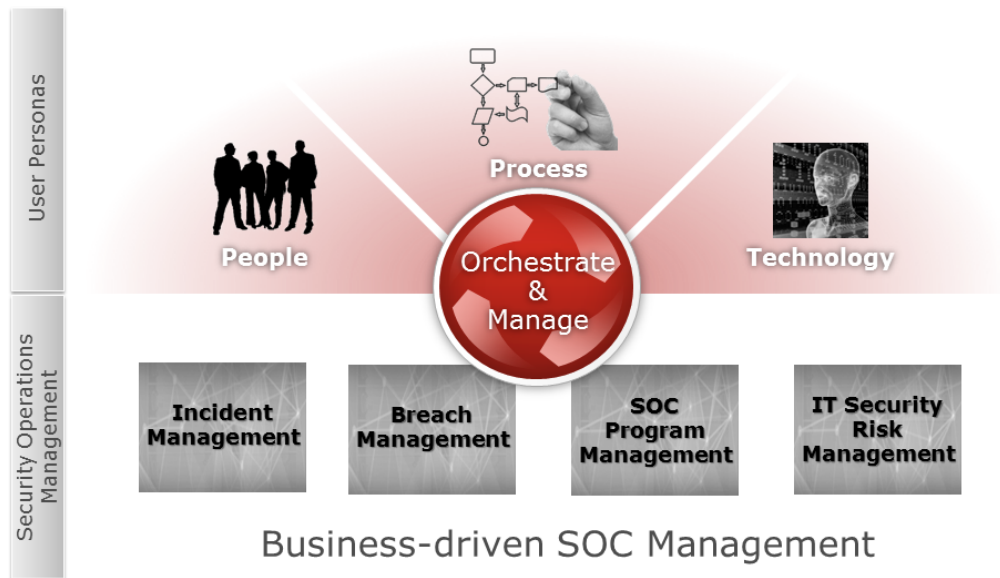 User Personas
Process
People
Technology
Orchestrate
&
Manage
Security Operations
Management
Incident
Management
Breach
Management
SOC
Program
Management
IT Security
Risk
Management
Business-driven SOC Management